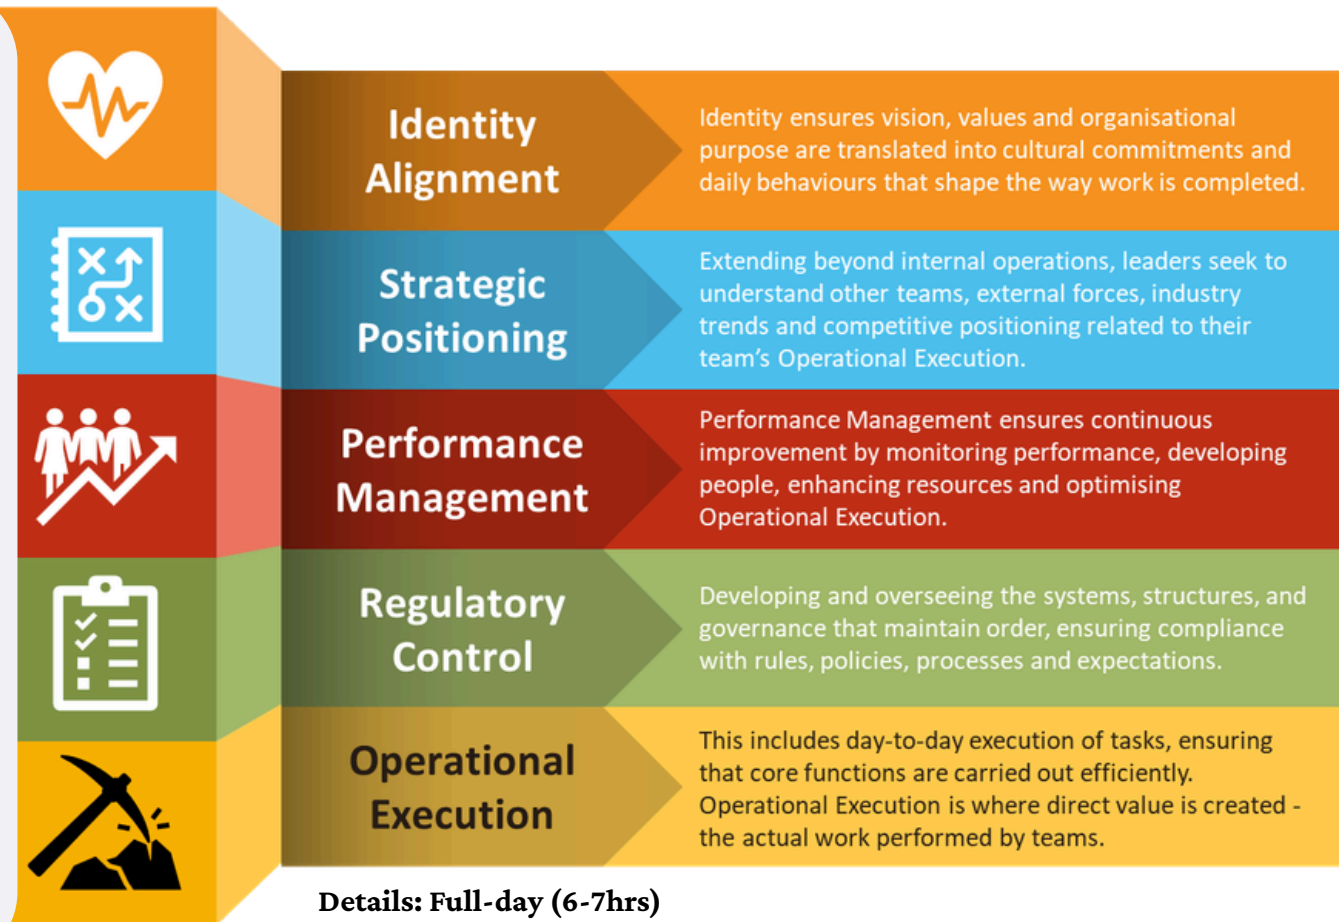 Identity
Alignment
Identity ensures vision, values and organisational
purpose are translated into cultural commitments and
daily behaviours that shape the way work is completed.
Strategic
Positioning
Extending beyond internal operations, leaders seek to
understand other teams, external forces, industry
trends and competitive positioning related to their
team's Operational Execution.
Performance
Management
Performance Management ensures continuous
improvement by monitoring performance, developing
people, enhancing resources and optimising
Operational Execution.
Regulatory
Control
Developing and overseeing the systems, structures, and
governance that maintain order, ensuring compliance
with rules, policies, processes and expectations.
Operational
Execution
This includes day-to-day execution of tasks, ensuring
that core functions are carried out efficiently.
Operational Execution is where direct value is created -
the actual work performed by teams.
Details: Full-day (6-7hrs)